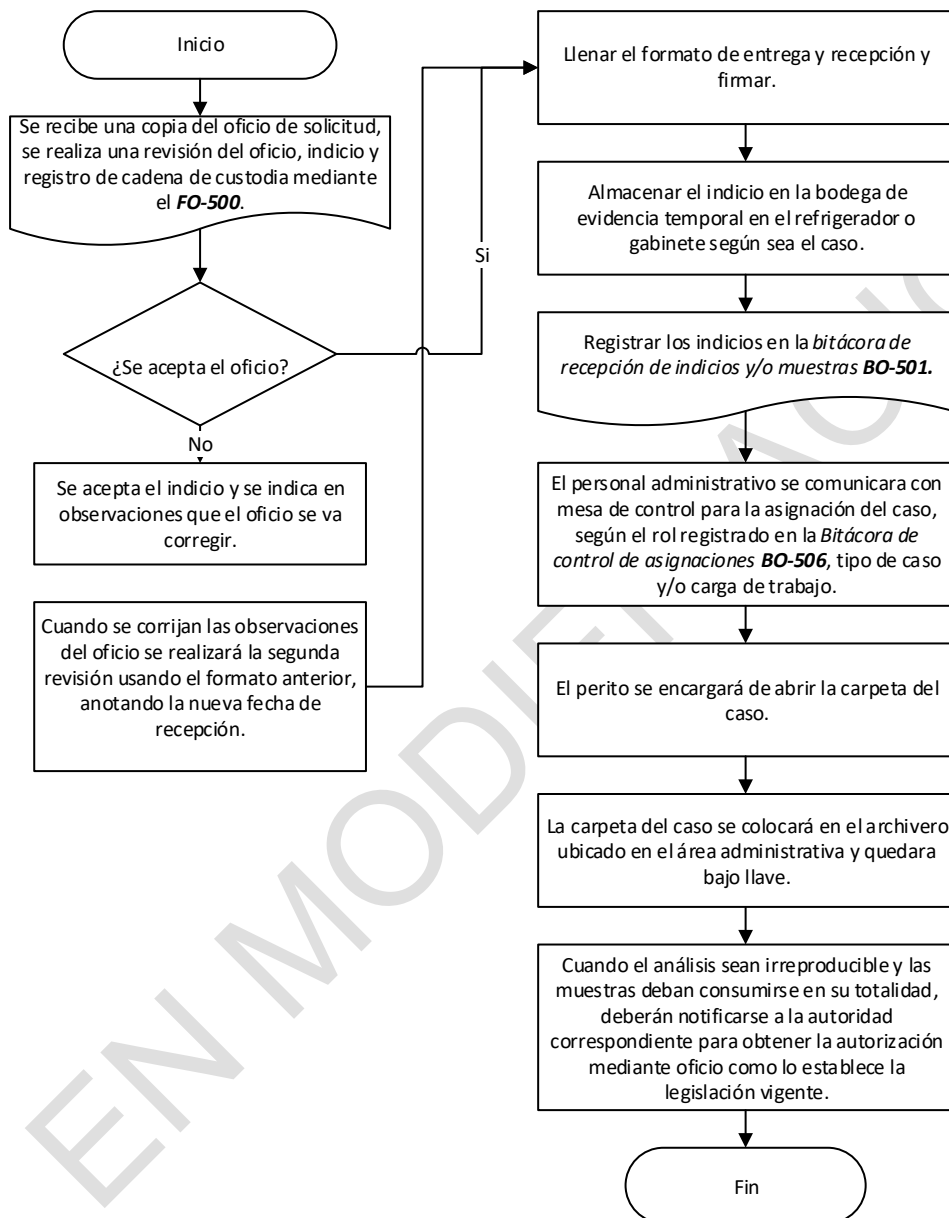 Inicio
Se recibe una copia del oficio de solicitud,
se realiza una revisión del oficio, indicio y
registro de cadena de custodia mediante
el FO-500.
¿Se acepta el oficio?
Si
No
Se acepta el indicio y se indica en
observaciones que el oficio se va
corregir.
Cuando se corrijan las observaciones
del oficio se realizará la segunda
revisión usando el formato anterior,
anotando la nueva fecha de
recepción.
Llenar el formato de entrega y recepción y
firmar.
Almacenar el indicio en la bodega de
evidencia temporal en el refrigerador o
gabinete según sea el caso.
Registrar los indicios en la bitácora de
recepción de indicios y/o muestras BO-501.
El personal administrativo se comunicara con
mesa de control para la asignación del caso,
según el rol registrado en la Bitácora de
control de asignaciones BO-506, tipo de caso
y/o carga de trabajo.
El perito se encargará de abrir la carpeta del
caso.
La carpeta del caso se colocará en el archivero
ubicado en el área administrativa y quedara
bajo llave.
Cuando el análisis sean irreproducible y las
muestras deban consumirse en su totalidad,
deberán notificarse a la autoridad
correspondiente para obtener la autorización
mediante oficio como lo establece la
legislación vigente.
Fin
EN